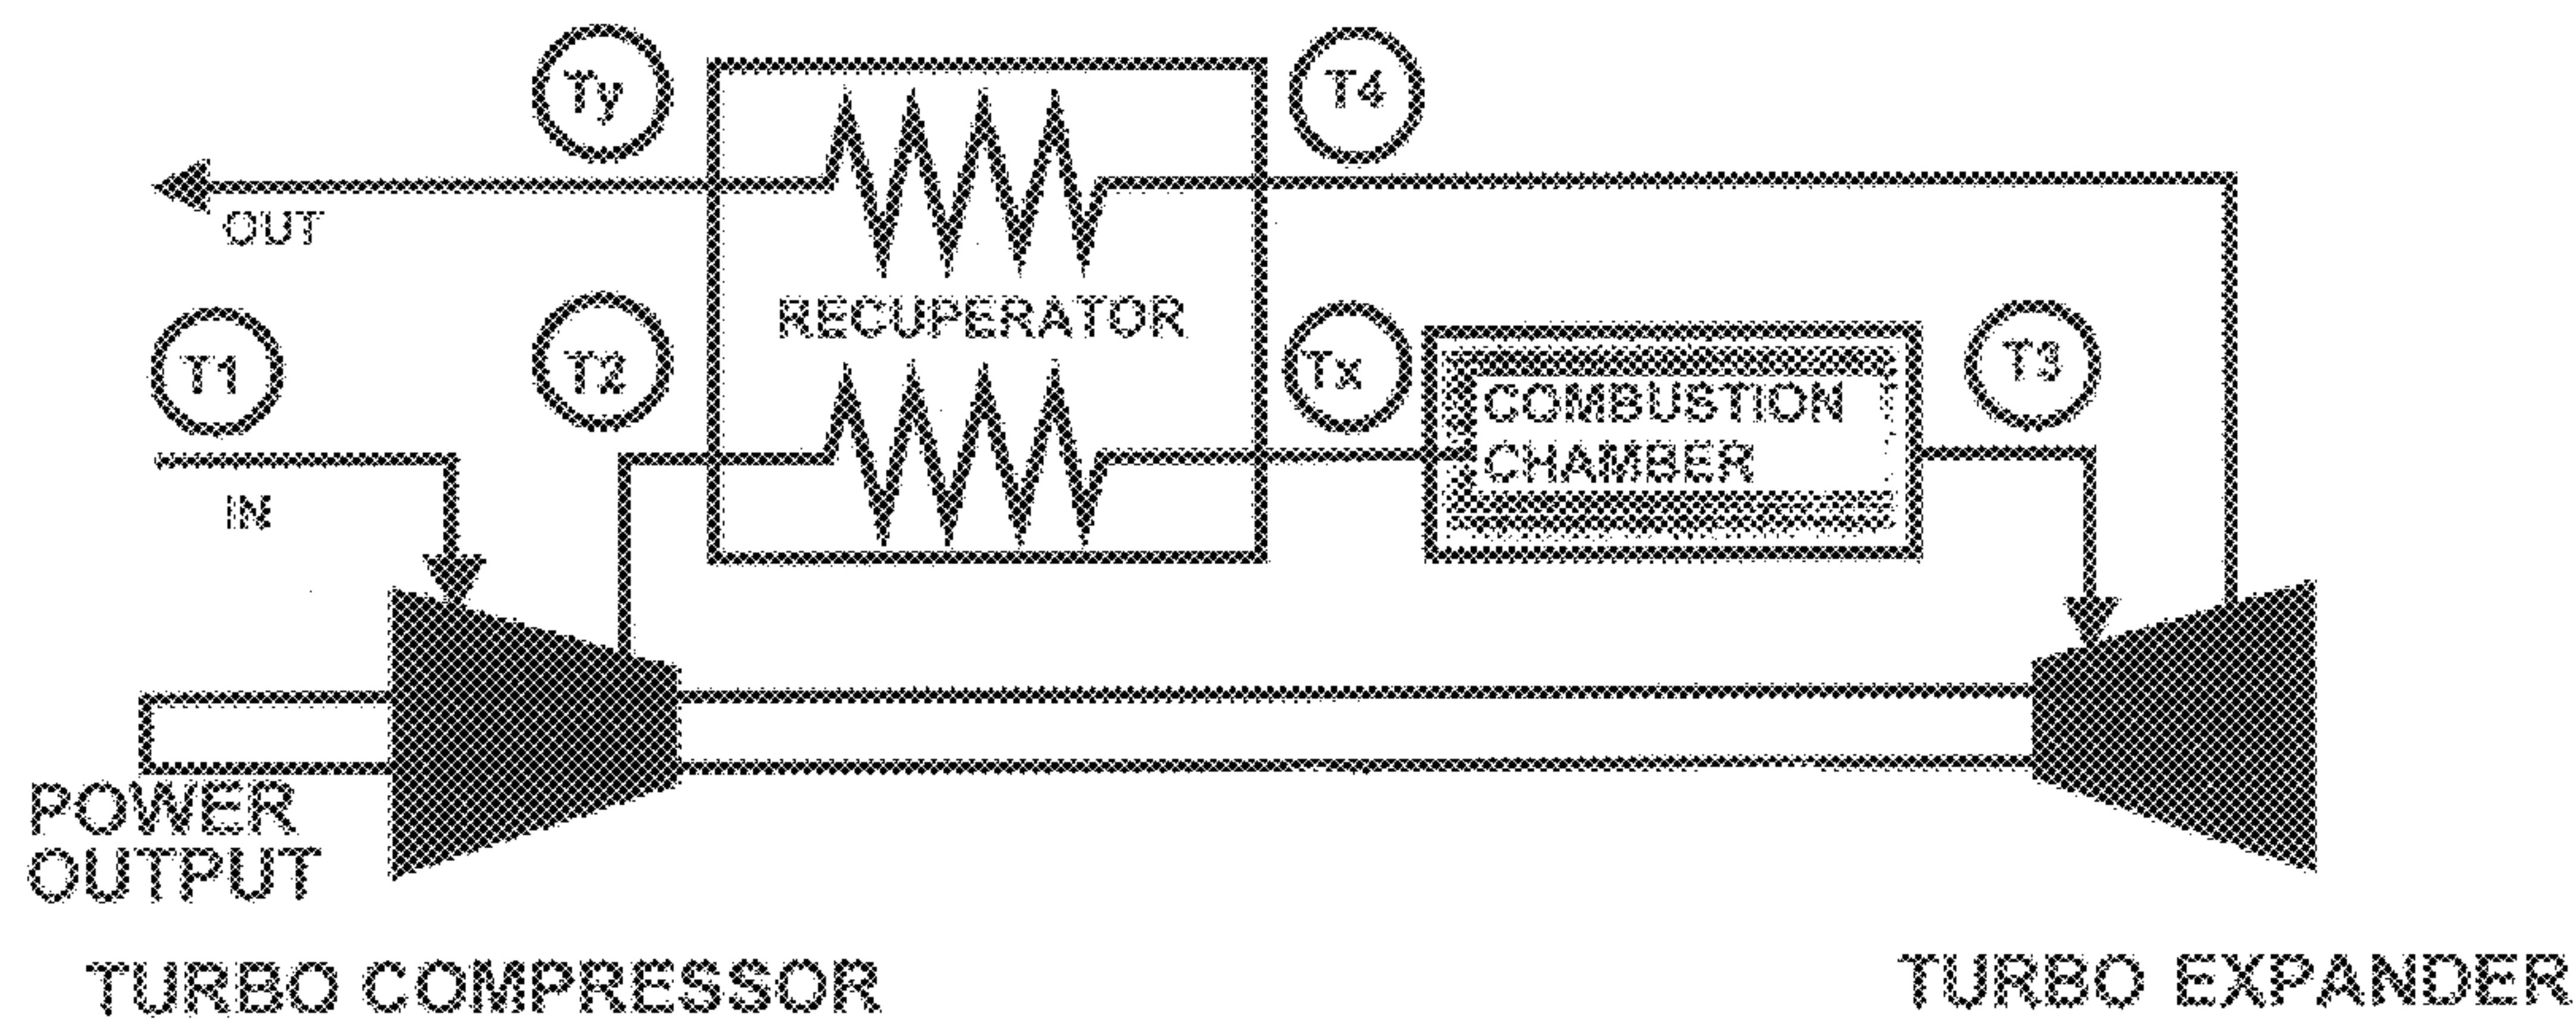 Ty
T4
OUT
RECUPERATOR
T1
T2
Tx
T3
COMBUSTION
CHAMBER
IN
POWER
OUTPUT
TURBO COMPRESSOR
TURBO EXPANDER